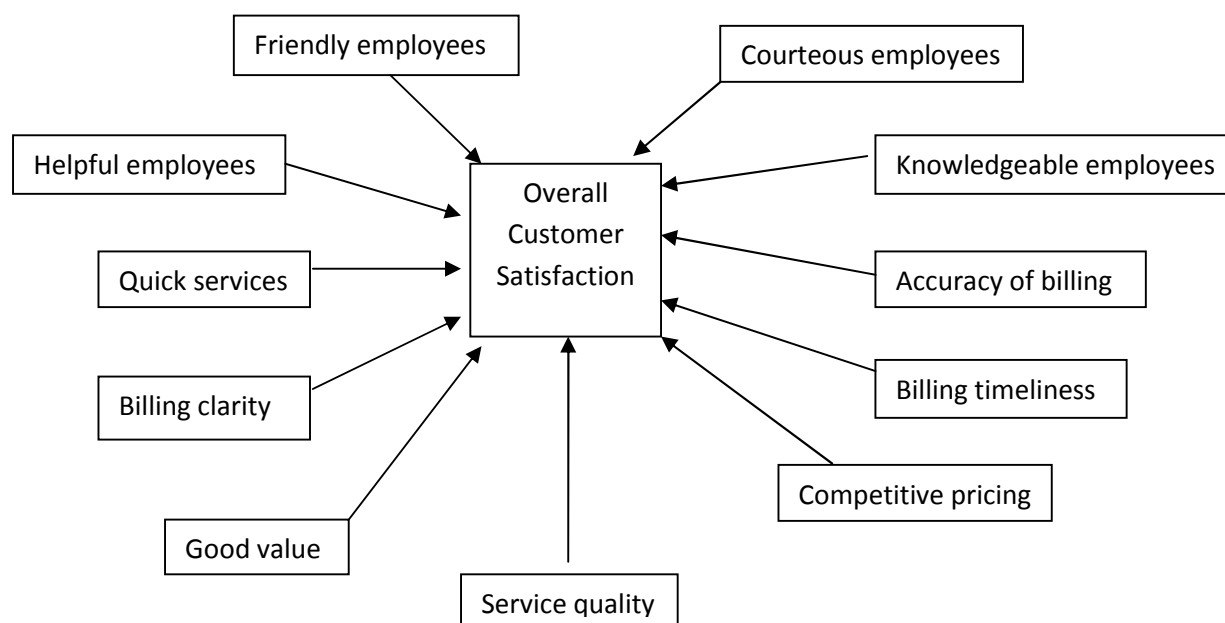 Friendly employees
Courteous employees
Helpful employees
Knowledgeable employees
Overall
Customer
Satisfaction
Quick services
Accuracy of billing
Billing clarity
Billing timeliness
Competitive pricing
Good value
Service quality